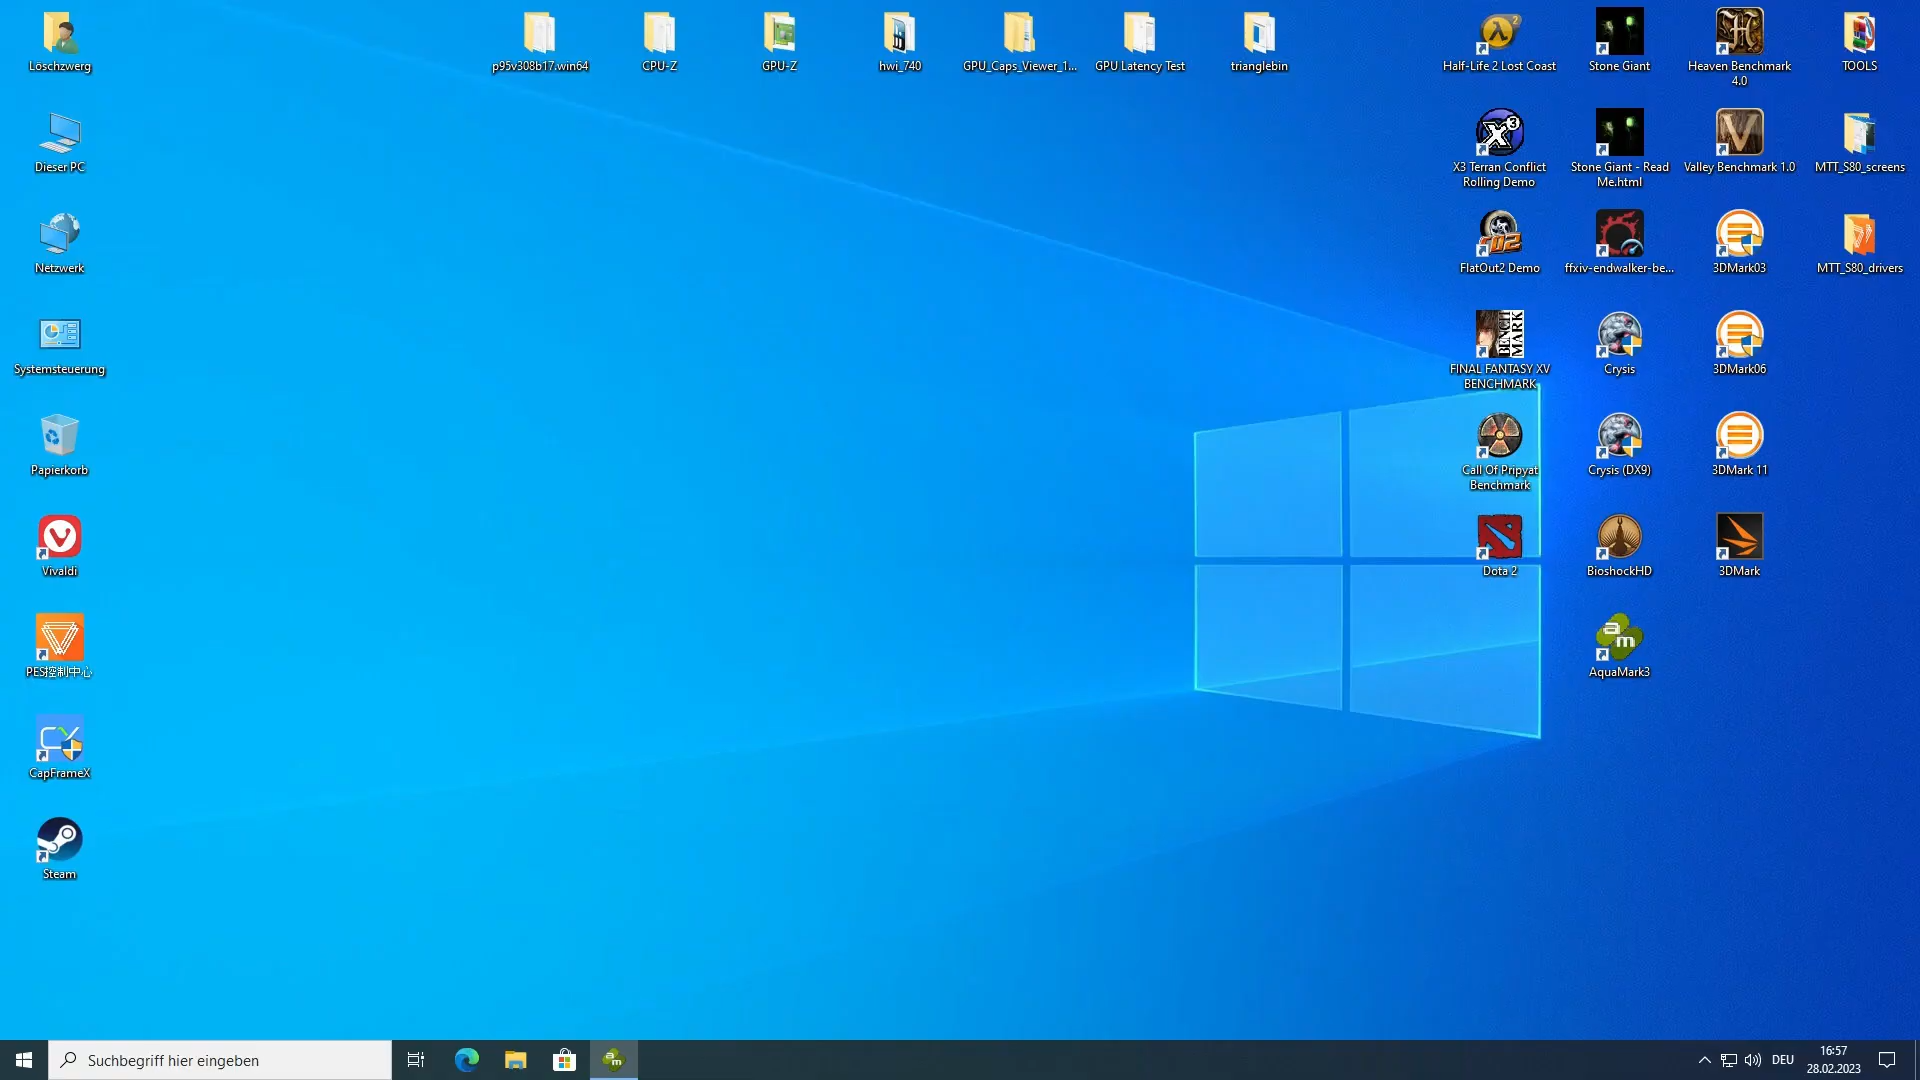 Löschzwerg
Dieser PC
Netzwerk
Systemsteuerung
Papierkorb
Vivaldi
PES控制中心
CapFrameX
Steam
p95v308b17.win64
CPU-Z
GPU-Z
hwi_740
GPU_Caps_Viewer_1...
GPU Latency Test
trianglebin
Half-Life 2 Lost Coast
X3 Terran Conflict
Rolling Demo
FlatOut2 Demo
FINAL FANTASY XV
BENCHMARK
Call Of Pripyat
Benchmark
Dota 2
Stone Giant
Stone Giant - Read
Me.html
ffxiv-endwalker-be...
Crysis
Crysis (DX9)
BioshockHD
AquaMark3
Heaven Benchmark
4.0
Valley Benchmark 1.0
3DMark03
3DMark06
3DMark 11
3DMark
TOOLS
MTT_S80_screens
MTT_S80_drivers
Suchbegriff hier eingeben
DEU
16:57
28.02.2023